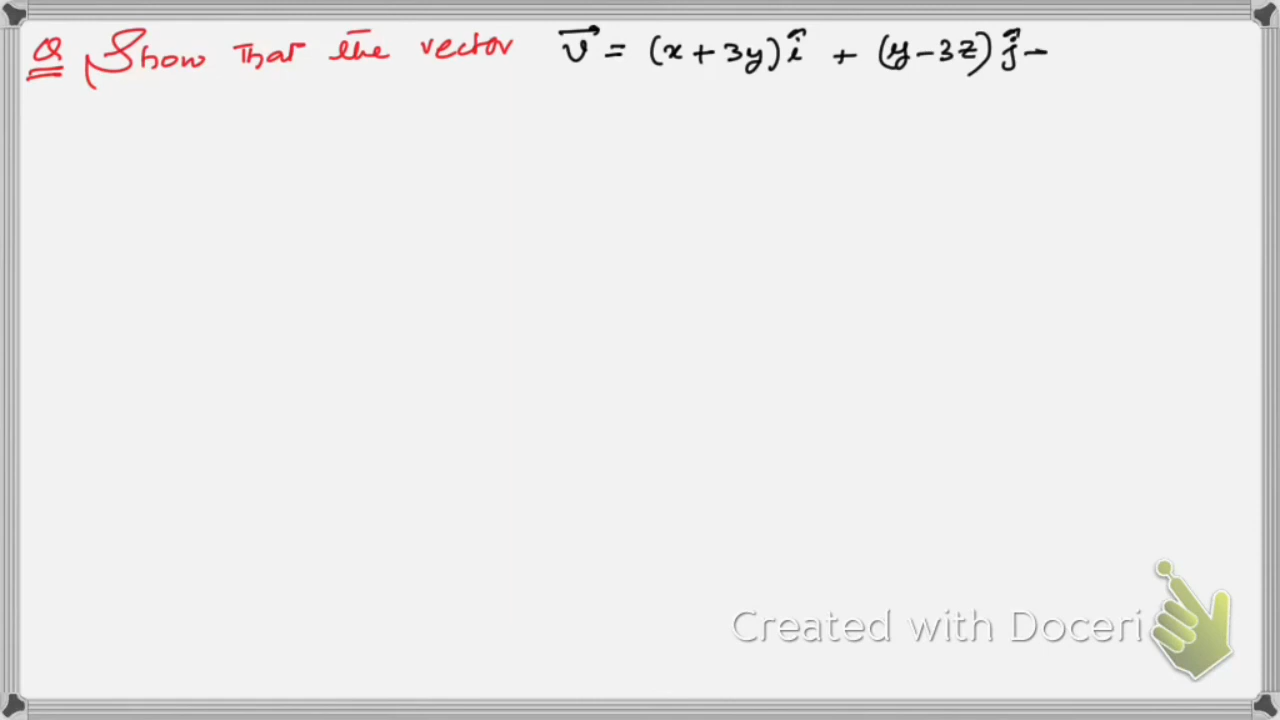 Q Show that the vector v⃗ = (x + 3y) î + (y - 3z) ĵ -
Created with Doceri